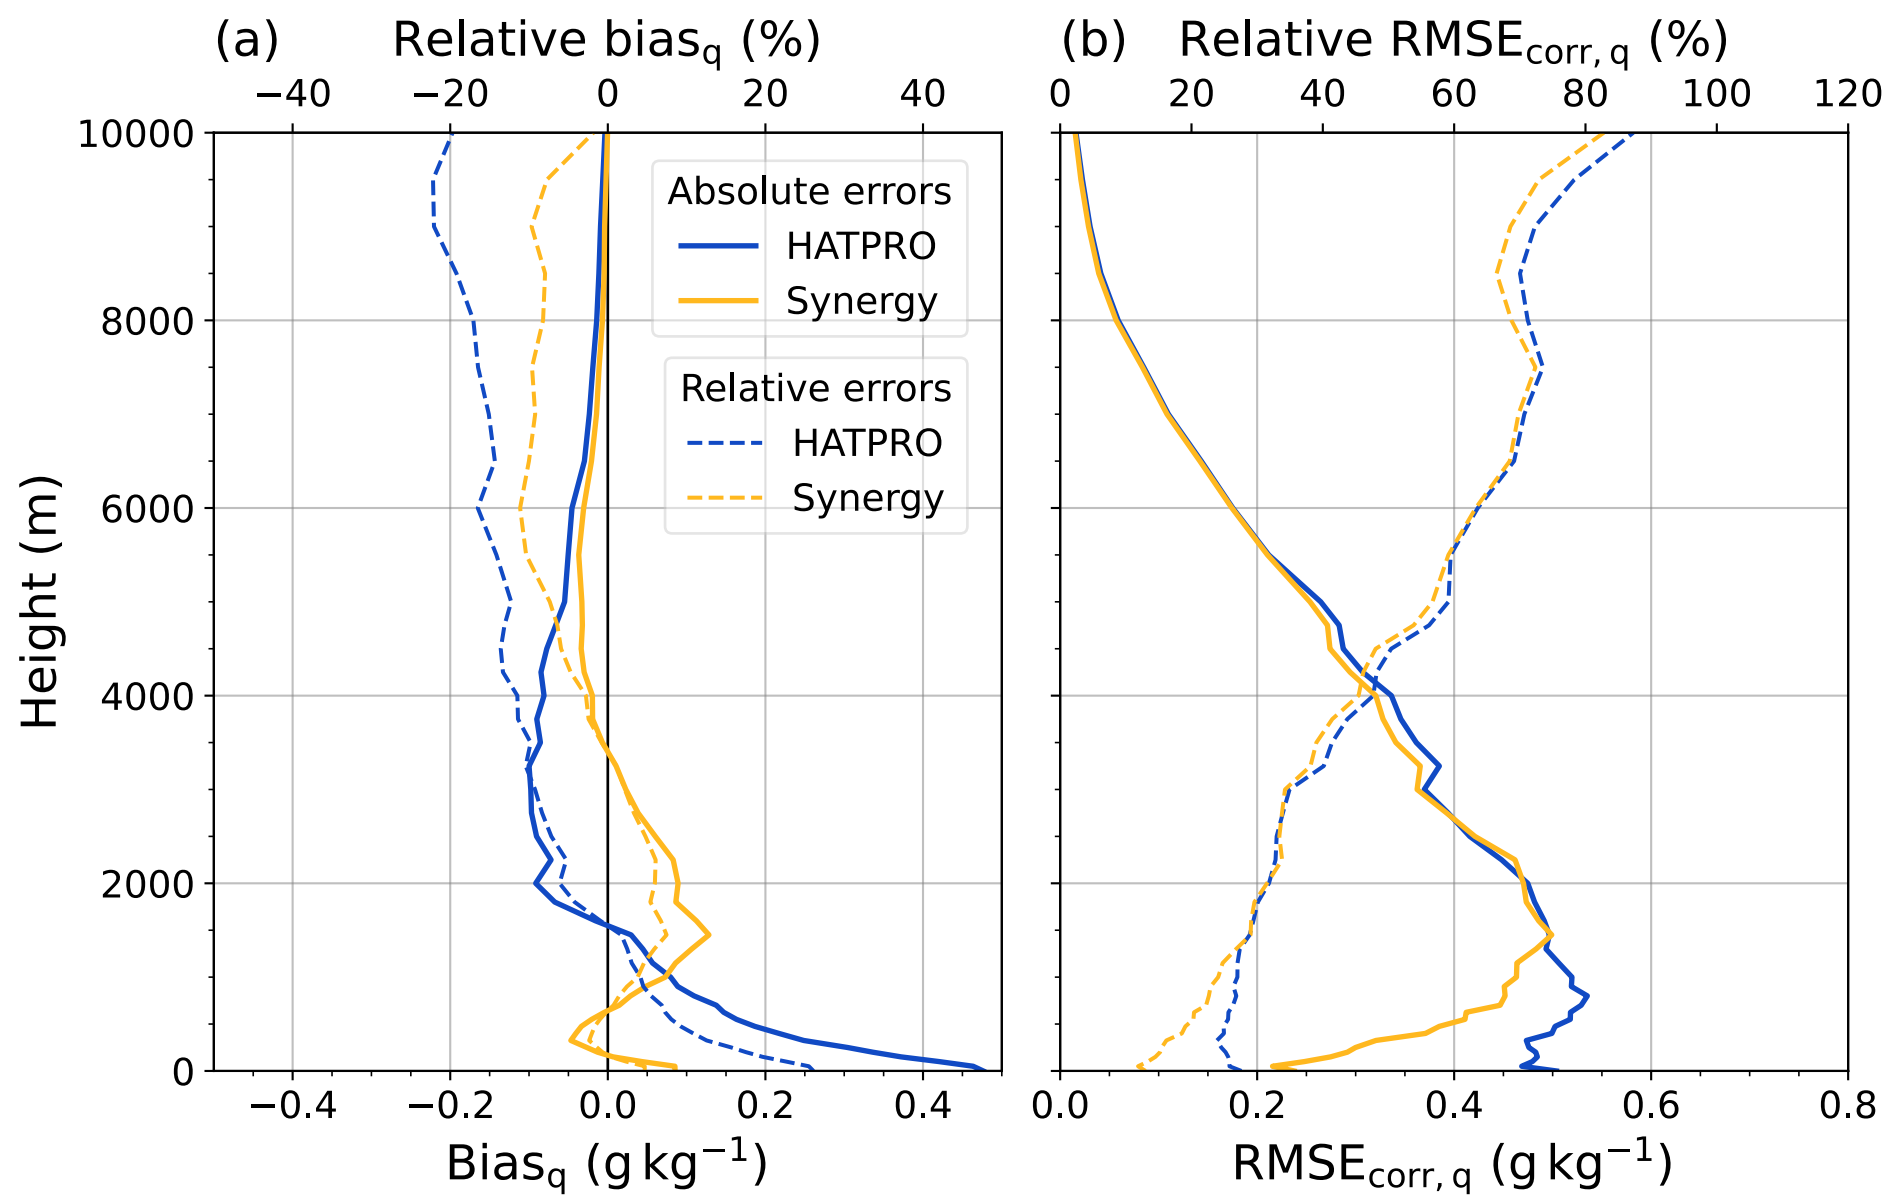 (a) Relative bias_q (%)
−40 −20 0 20 40
(b) Relative RMSE_corr, q (%)
0 20 40 60 80 100 120
Height (m)
10000
8000
6000
4000
2000
0
Absolute errors
HATPRO
Synergy
Relative errors
HATPRO
Synergy
−0.4 −0.2 0.0 0.2 0.4
Bias_q (g kg⁻¹)
0.0 0.2 0.4 0.6 0.8
RMSE_corr, q (g kg⁻¹)